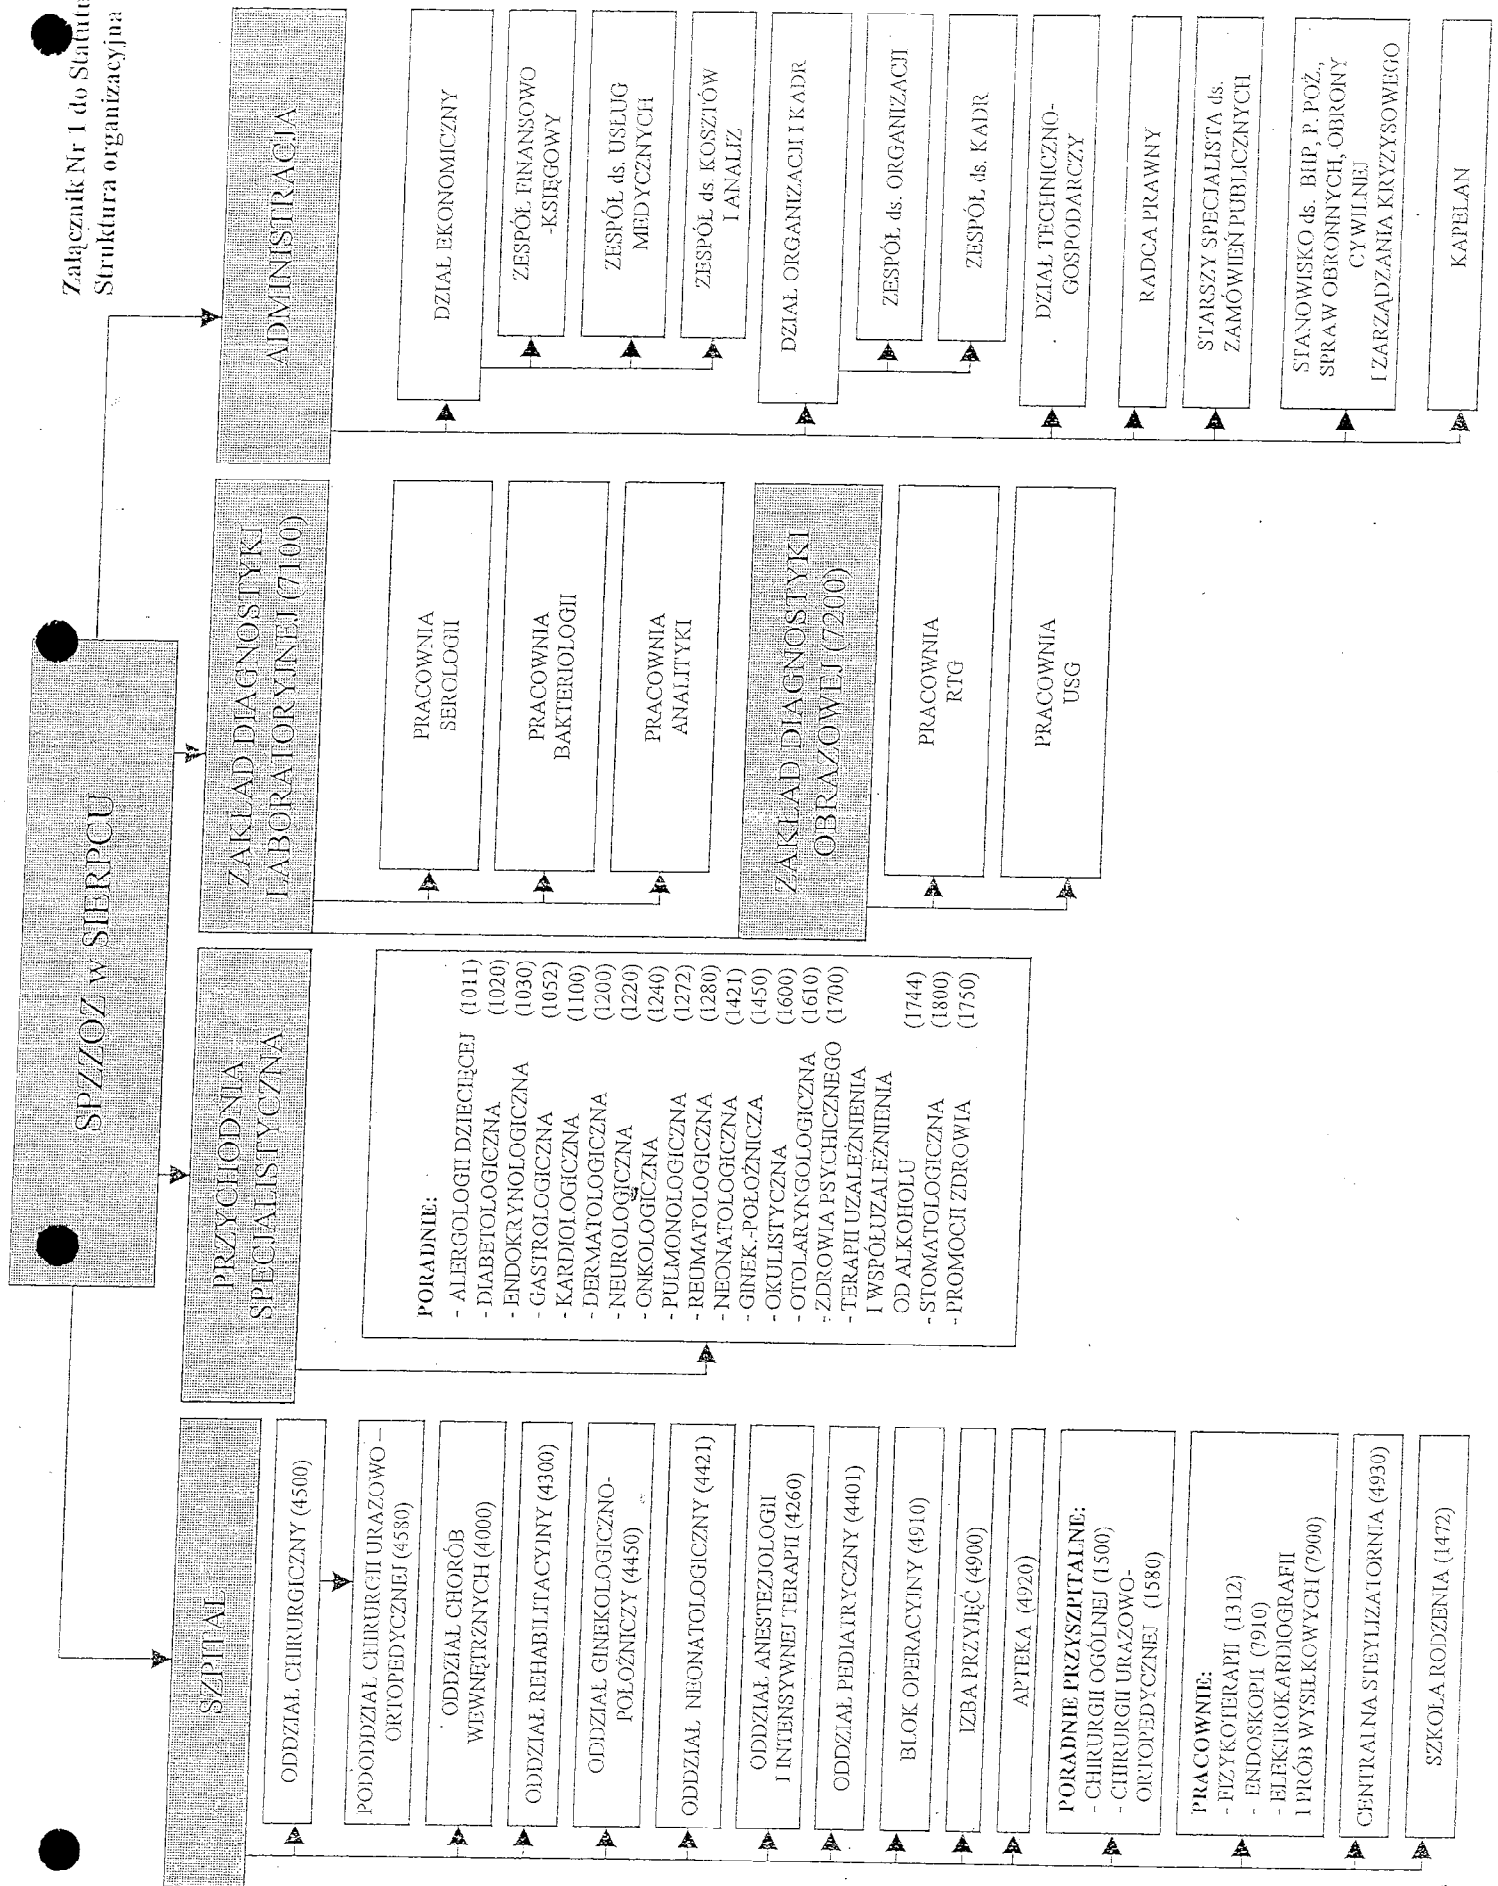 Załącznik Nr 1 do Statutu
Struktura organizacyjna
SPZZOZ w SIERPCU
SZPITAL
ODDZIAŁ CHIRURGICZNY (4500)
PODODDZIAŁ CHIRURGII URAZOWO –
ORTOPEDYCZNEJ (4580)
ODDZIAŁ CHORÓB
WEWNĘTRZNYCH (4000)
ODDZIAŁ REHABILITACYJNY (4300)
ODDZIAŁ GINEKOLOGICZNO-
POŁOŻNICZY (4450)
ODDZIAŁ NEONATOLOGICZNY (4421)
ODDZIAŁ ANESTEZJOLOGII
I INTENSYWNEJ TERAPII (4260)
ODDZIAŁ PEDIATRYCZNY (4401)
BLOK OPERACYJNY (4910)
IZBA PRZYJĘĆ (4900)
APTEKA (4920)
PORADNIE PRZYSZPITALNE:
- CHIRURGII OGÓLNEJ (1500)
- CHIRURGII URAZOWO-
ORTOPEDYCZNEJ (1580)
PRACOWNIE:
- FIZYKOTERAPII (1312)
- ENDOSKOPII (7910)
- ELEKTROKARDIOGRAFII
I PRÓB WYSIŁKOWYCH (7900)
CENTRALNA STEYLIZATORNIA (4930)
SZKOŁA RODZENIA (1472)
PRZYCHODNIA
SPECJALISTYCZNA
PORADNIE:
- ALERGOLOGII DZIECIĘCEJ (1011)
- DIABETOLOGICZNA (1020)
- ENDOKRYNOLOGICZNA (1030)
- GASTROLOGICZNA (1052)
- KARDIOLOGICZNA (1100)
- DERMATOLOGICZNA (1200)
- NEUROLOGICZNA (1220)
- ONKOLOGICZNA (1240)
- PULMONOLOGICZNA (1272)
- REUMATOLOGICZNA (1280)
- NEONATOLOGICZNA (1421)
- GINEK.-POŁOŻNICZA (1450)
- OKULISTYCZNA (1600)
- OTOLARYNGOLOGICZNA (1610)
- ZDROWIA PSYCHICZNEGO (1700)
- TERAPII UZALEŻNIENIA
I WSPÓŁUZALEŻNIENIA
OD ALKOHOLU (1744)
- STOMATOLOGICZNA (1800)
- PROMOCJI ZDROWIA (1750)
ZAKŁAD DIAGNOSTYKI
LABORATORYJNEJ (7100)
PRACOWNIA
SEROLOGII
PRACOWNIA
BAKTERIOLOGII
PRACOWNIA
ANALITYKI
ZAKŁAD DIAGNOSTYKI
OBRAZOWEJ (7200)
PRACOWNIA
RTG
PRACOWNIA
USG
ADMINISTRACJA
DZIAŁ EKONOMICZNY
ZESPÓŁ FINANSOWO
-KSIĘGOWY
ZESPÓŁ ds. USŁUG
MEDYCZNYCH
ZESPÓŁ ds. KOSZTÓW
I ANALIZ
DZIAŁ ORGANIZACJI I KADR
ZESPÓŁ ds. ORGANIZACJI
ZESPÓŁ ds. KADR
DZIAŁ TECHNICZNO-
GOSPODARCZY
RADCA PRAWNY
STARSZY SPECJALISTA ds.
ZAMÓWIEŃ PUBLICZNYCH
STANOWISKO ds. BHP, P. POŻ.,
SPRAW OBRONNYCH, OBRONY
CYWILNEJ
I ZARZĄDZANIA KRYZYSOWEGO
KAPELAN